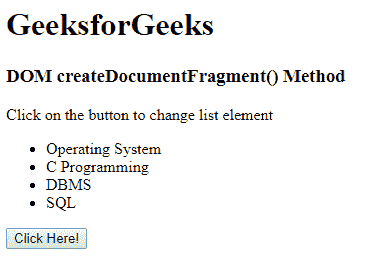 GeeksforGeeks
DOM createDocumentFragment() Method
Click on the button to change list element
• Operating System
• C Programming
• DBMS
• SQL
Click Here!